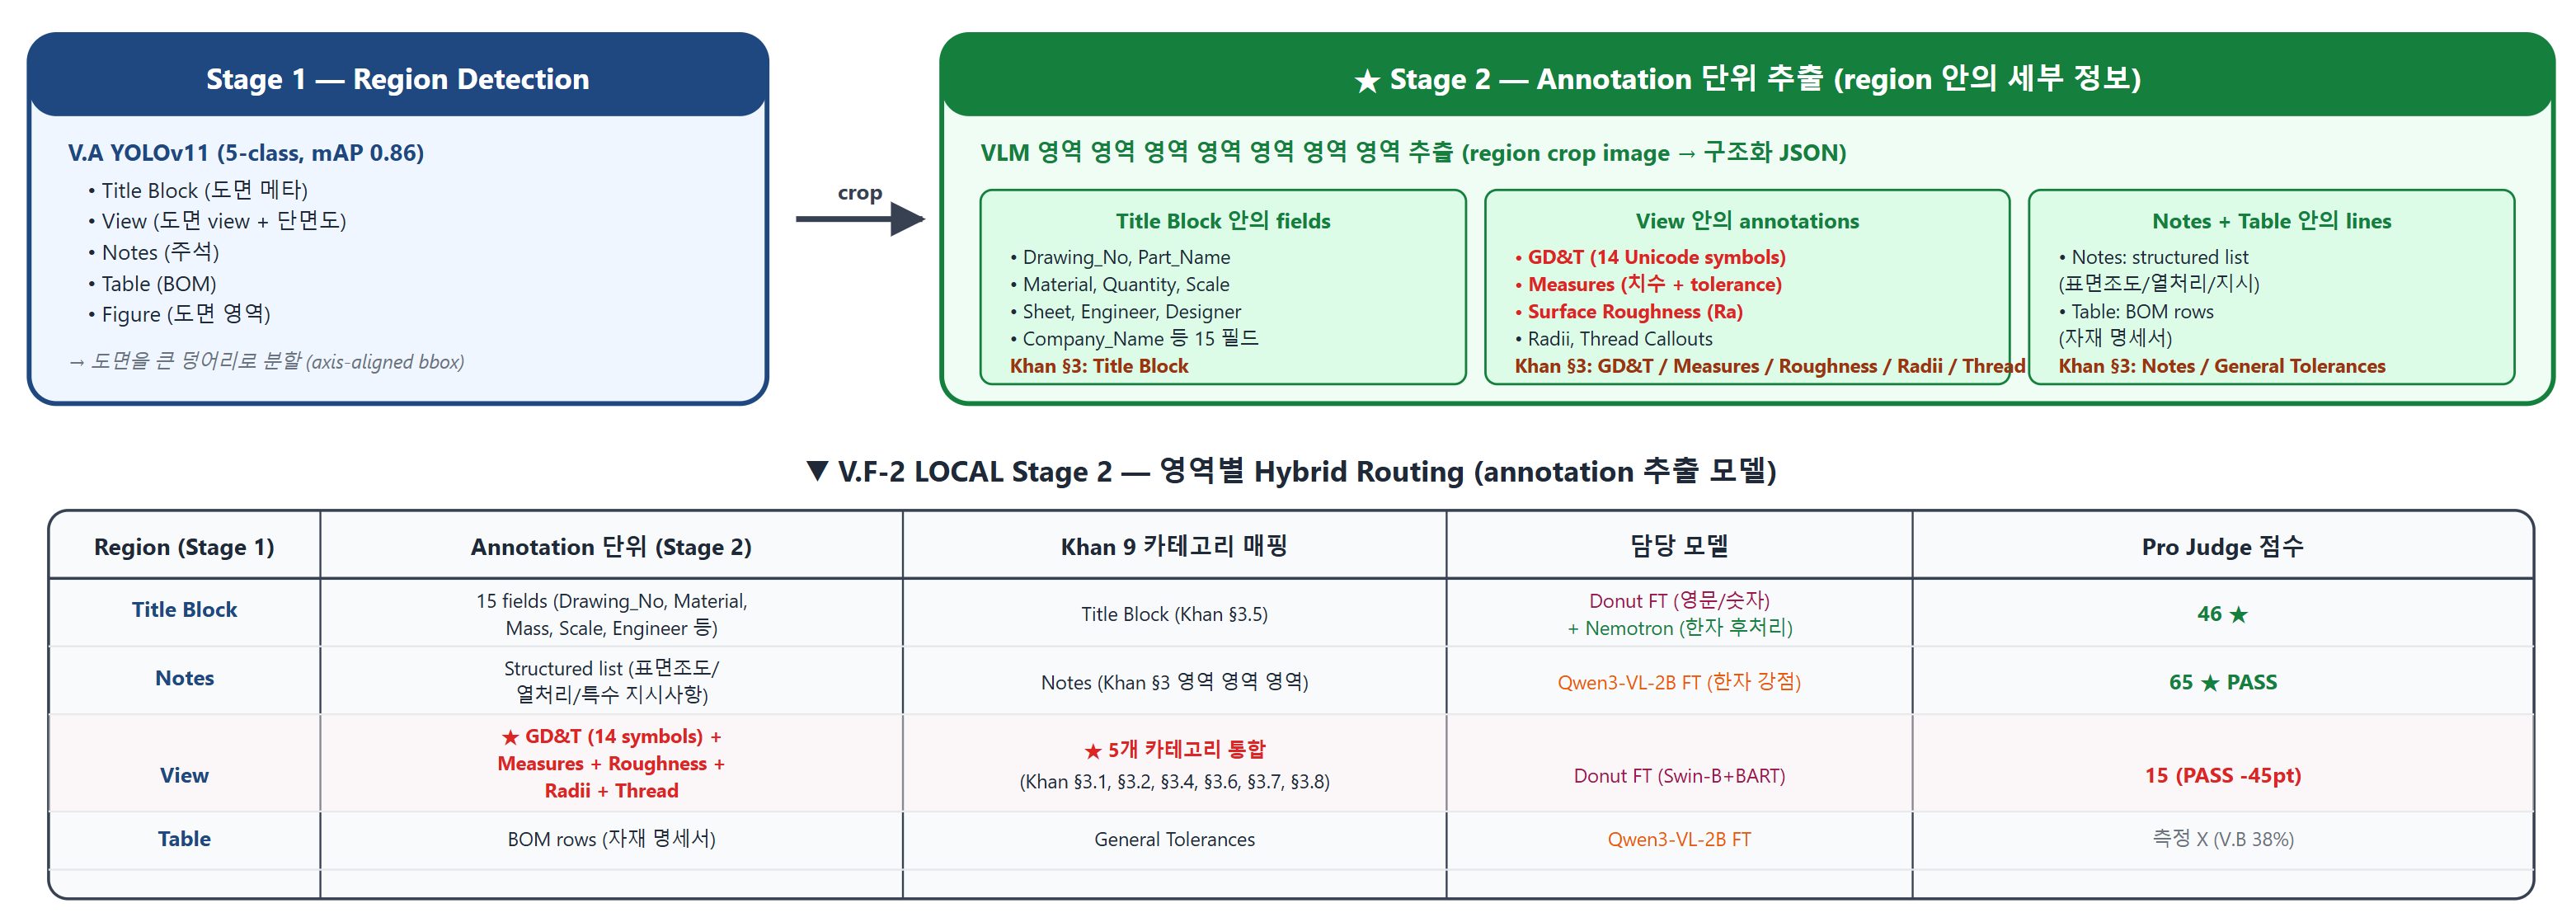 Stage 1 — Region Detection
V.A YOLOv11 (5-class, mAP 0.86)
• Title Block (도면 메타)
• View (도면 view + 단면도)
• Notes (주석)
• Table (BOM)
• Figure (도면 영역)
→ 도면을 큰 덩어리로 분할 (axis-aligned bbox)
crop
★ Stage 2 — Annotation 단위 추출 (region 안의 세부 정보)
VLM 영역 영역 영역 영역 영역 영역 영역 추출 (region crop image → 구조화 JSON)
Title Block 안의 fields
• Drawing_No, Part_Name
• Material, Quantity, Scale
• Sheet, Engineer, Designer
• Company_Name 등 15 필드
Khan §3: Title Block
View 안의 annotations
• GD&T (14 Unicode symbols)
• Measures (치수 + tolerance)
• Surface Roughness (Ra)
• Radii, Thread Callouts
Khan §3: GD&T / Measures / Roughness / Radii / Thread
Notes + Table 안의 lines
• Notes: structured list
(표면조도/열처리/지시)
• Table: BOM rows
(자재 명세서)
Khan §3: Notes / General Tolerances
▼ V.F-2 LOCAL Stage 2 — 영역별 Hybrid Routing (annotation 추출 모델)
Region (Stage 1)
Annotation 단위 (Stage 2)
Khan 9 카테고리 매핑
담당 모델
Pro Judge 점수
Title Block
15 fields (Drawing_No, Material,
Mass, Scale, Engineer 등)
Title Block (Khan §3.5)
Donut FT (영문/숫자)
+ Nemotron (한자 후처리)
46 ★
Notes
Structured list (표면조도/
열처리/특수 지시사항)
Notes (Khan §3 영역 영역 영역)
Qwen3-VL-2B FT (한자 강점)
65 ★ PASS
View
★ GD&T (14 symbols) +
Measures + Roughness +
Radii + Thread
★ 5개 카테고리 통합
(Khan §3.1, §3.2, §3.4, §3.6, §3.7, §3.8)
Donut FT (Swin-B+BART)
15 (PASS -45pt)
Table
BOM rows (자재 명세서)
General Tolerances
Qwen3-VL-2B FT
측정 X (V.B 38%)